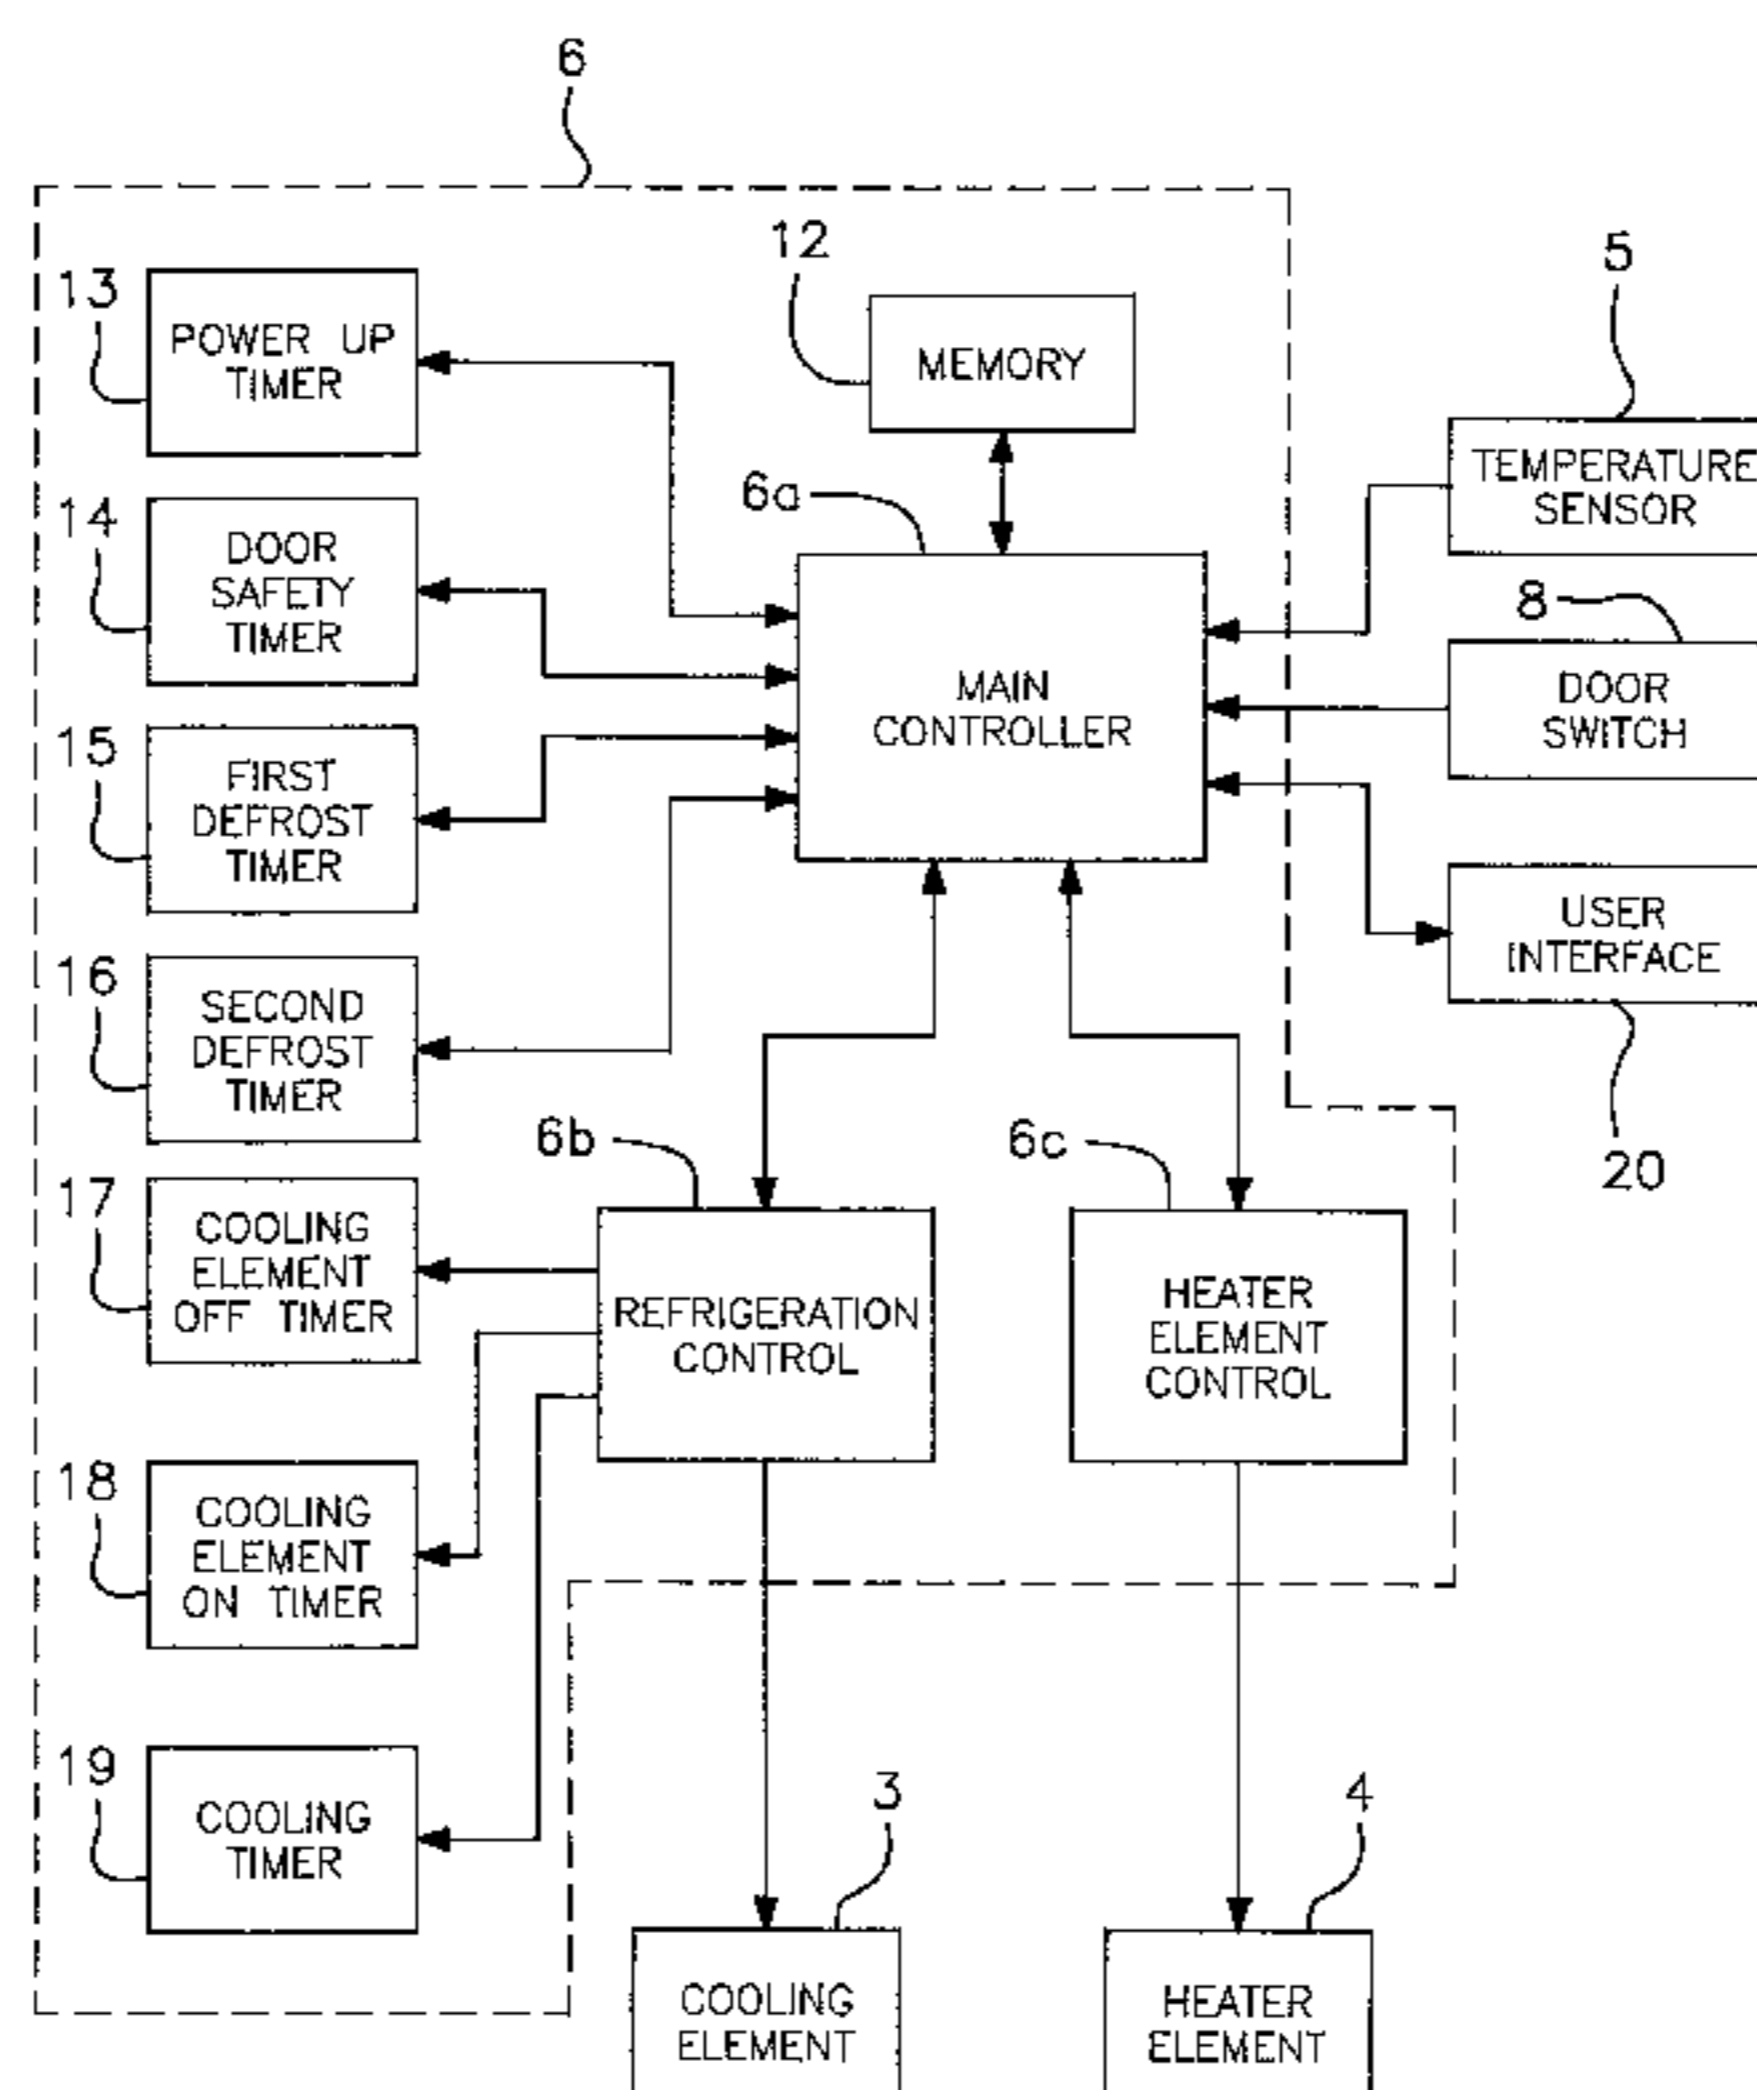 6
12
13
POWER UP
TIMER
MEMORY
5
TEMPERATURE
SENSOR
6a
14
DOOR
SAFETY
TIMER
8
DOOR
SWITCH
MAIN
CONTROLLER
15
FIRST
DEFROST
TIMER
USER
INTERFACE
20
16
SECOND
DEFROST
TIMER
6b
6c
17
COOLING
ELEMENT
OFF TIMER
REFRIGERATION
CONTROL
HEATER
ELEMENT
CONTROL
18
COOLING
ELEMENT
ON TIMER
19
COOLING
TIMER
3
4
COOLING
ELEMENT
HEATER
ELEMENT